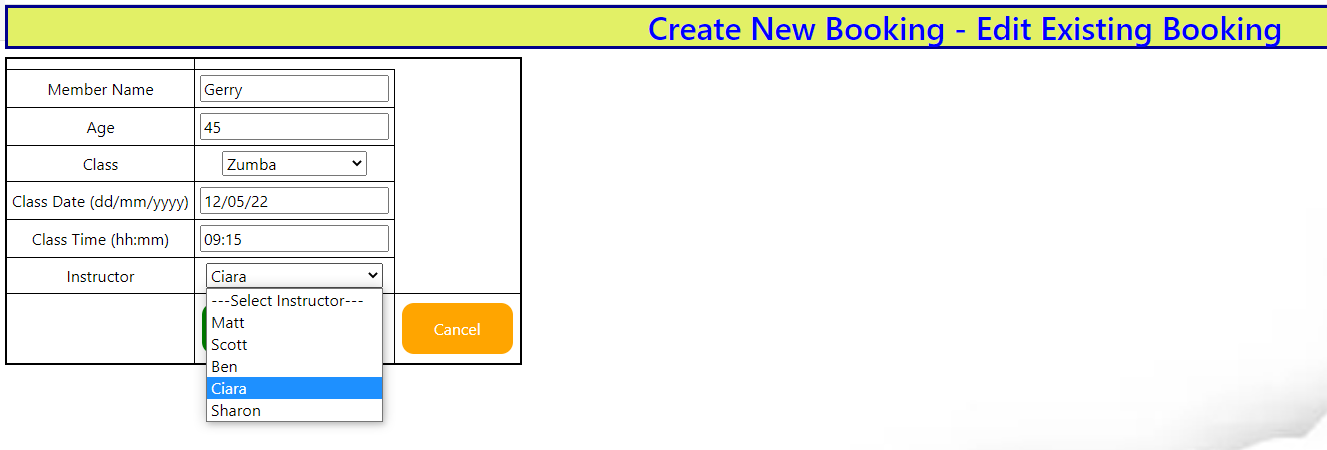 Create New Booking - Edit Existing Booking
Member Name Gerry
Age 45
Class Zumba
Class Date (dd/mm/yyyy) 12/05/22
Class Time (hh:mm) 09:15
Instructor Ciara
---Select Instructor---
Matt
Scott
Ben
Ciara
Sharon
Cancel